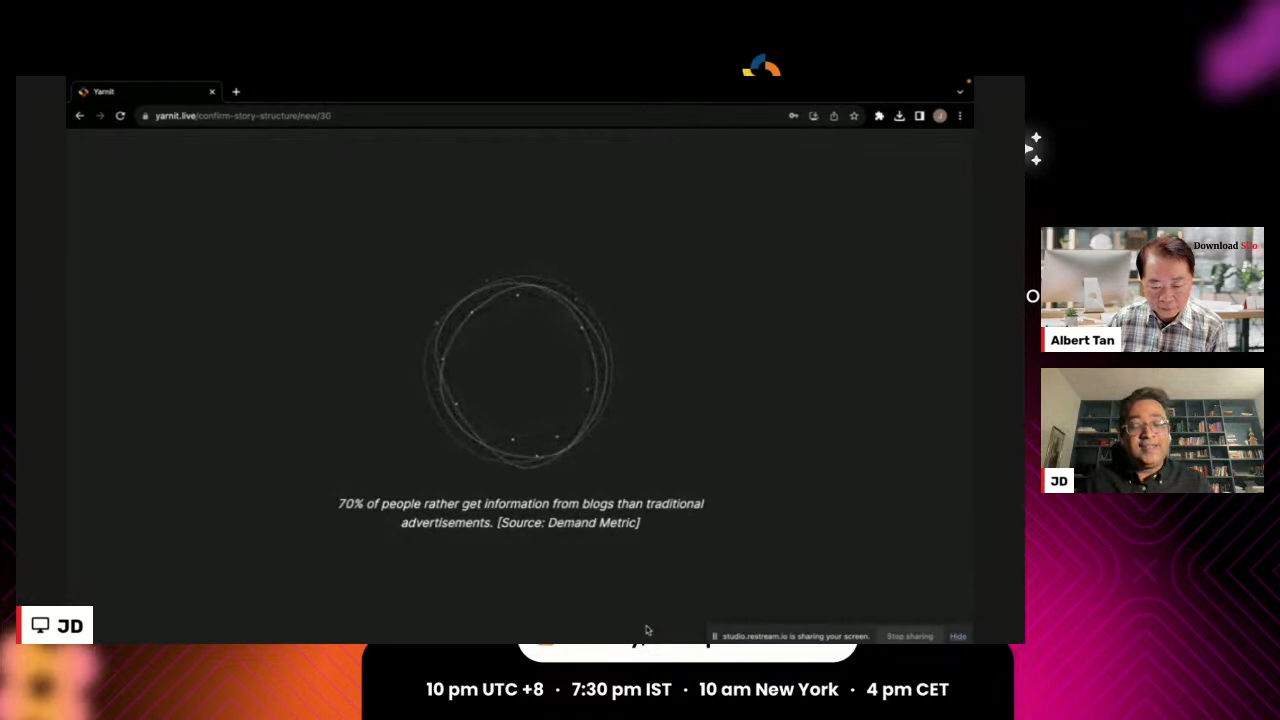 Yarnit
yarnit.live/confirm-story-structure/new/30
J
Download Silo
Albert Tan
JD
70% of people rather get information from blogs than traditional
advertisements. [Source: Demand Metric]
studio.restream.io is sharing your screen.
Stop sharing
Hide
JD
10 pm UTC +8 · 7:30 pm IST · 10 am New York · 4 pm CET